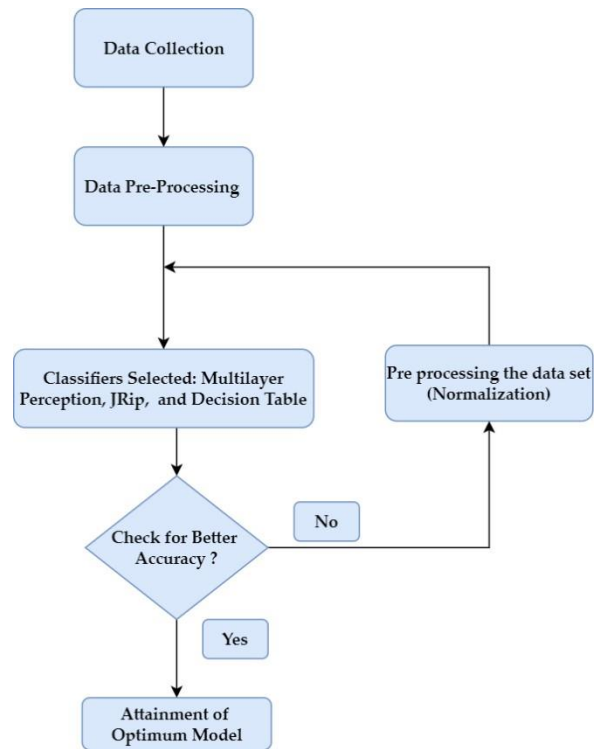 Data Collection
Data Pre-Processing
Classifiers Selected: Multilayer
Perception, JRip, and Decision Table
Pre processing the data set
(Normalization)
Check for Better
Accuracy ?
No
Yes
Attainment of
Optimum Model